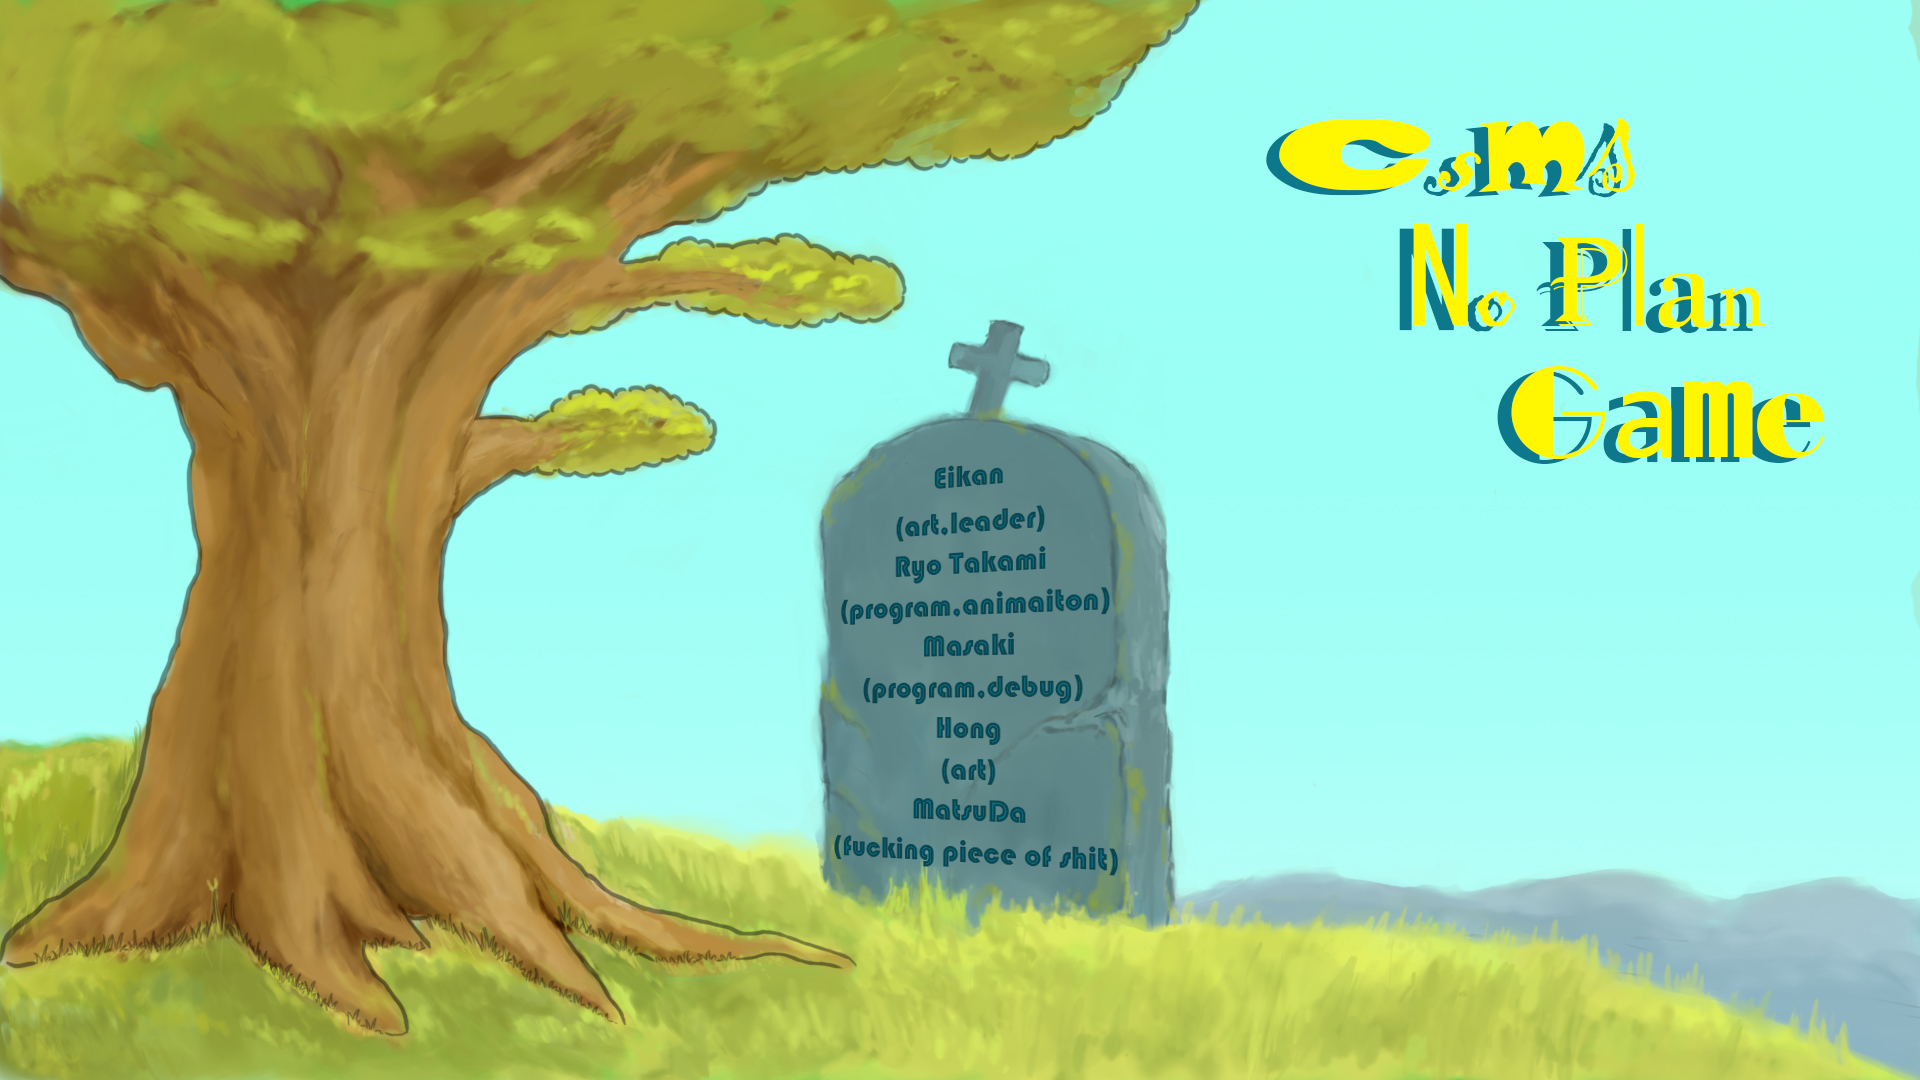 Csms
No Plan
Game
Eikan
(art.leader)
Ryo Takami
(program.animaiton)
Masaki
(program.debug)
Hong
(art)
MatsuDa
(fucking piece of shit)